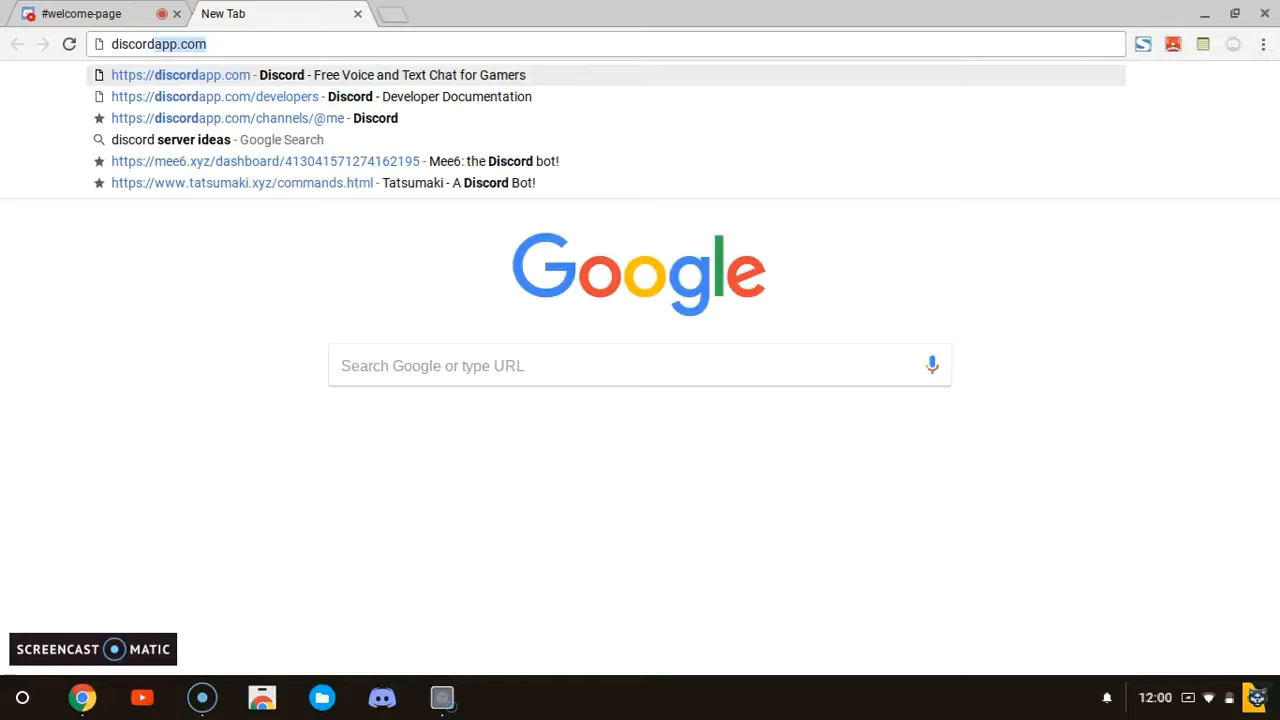 #welcome-page
New Tab
discordapp.com
https://discordapp.com - Discord - Free Voice and Text Chat for Gamers
https://discordapp.com/developers - Discord - Developer Documentation
https://discordapp.com/channels/@me - Discord
discord server ideas - Google Search
https://mee6.xyz/dashboard/413041571274162195 - Mee6: the Discord bot!
https://www.tatsumaki.xyz/commands.html - Tatsumaki - A Discord Bot!
Google
Search Google or type URL
SCREENCAST MATIC
12:00